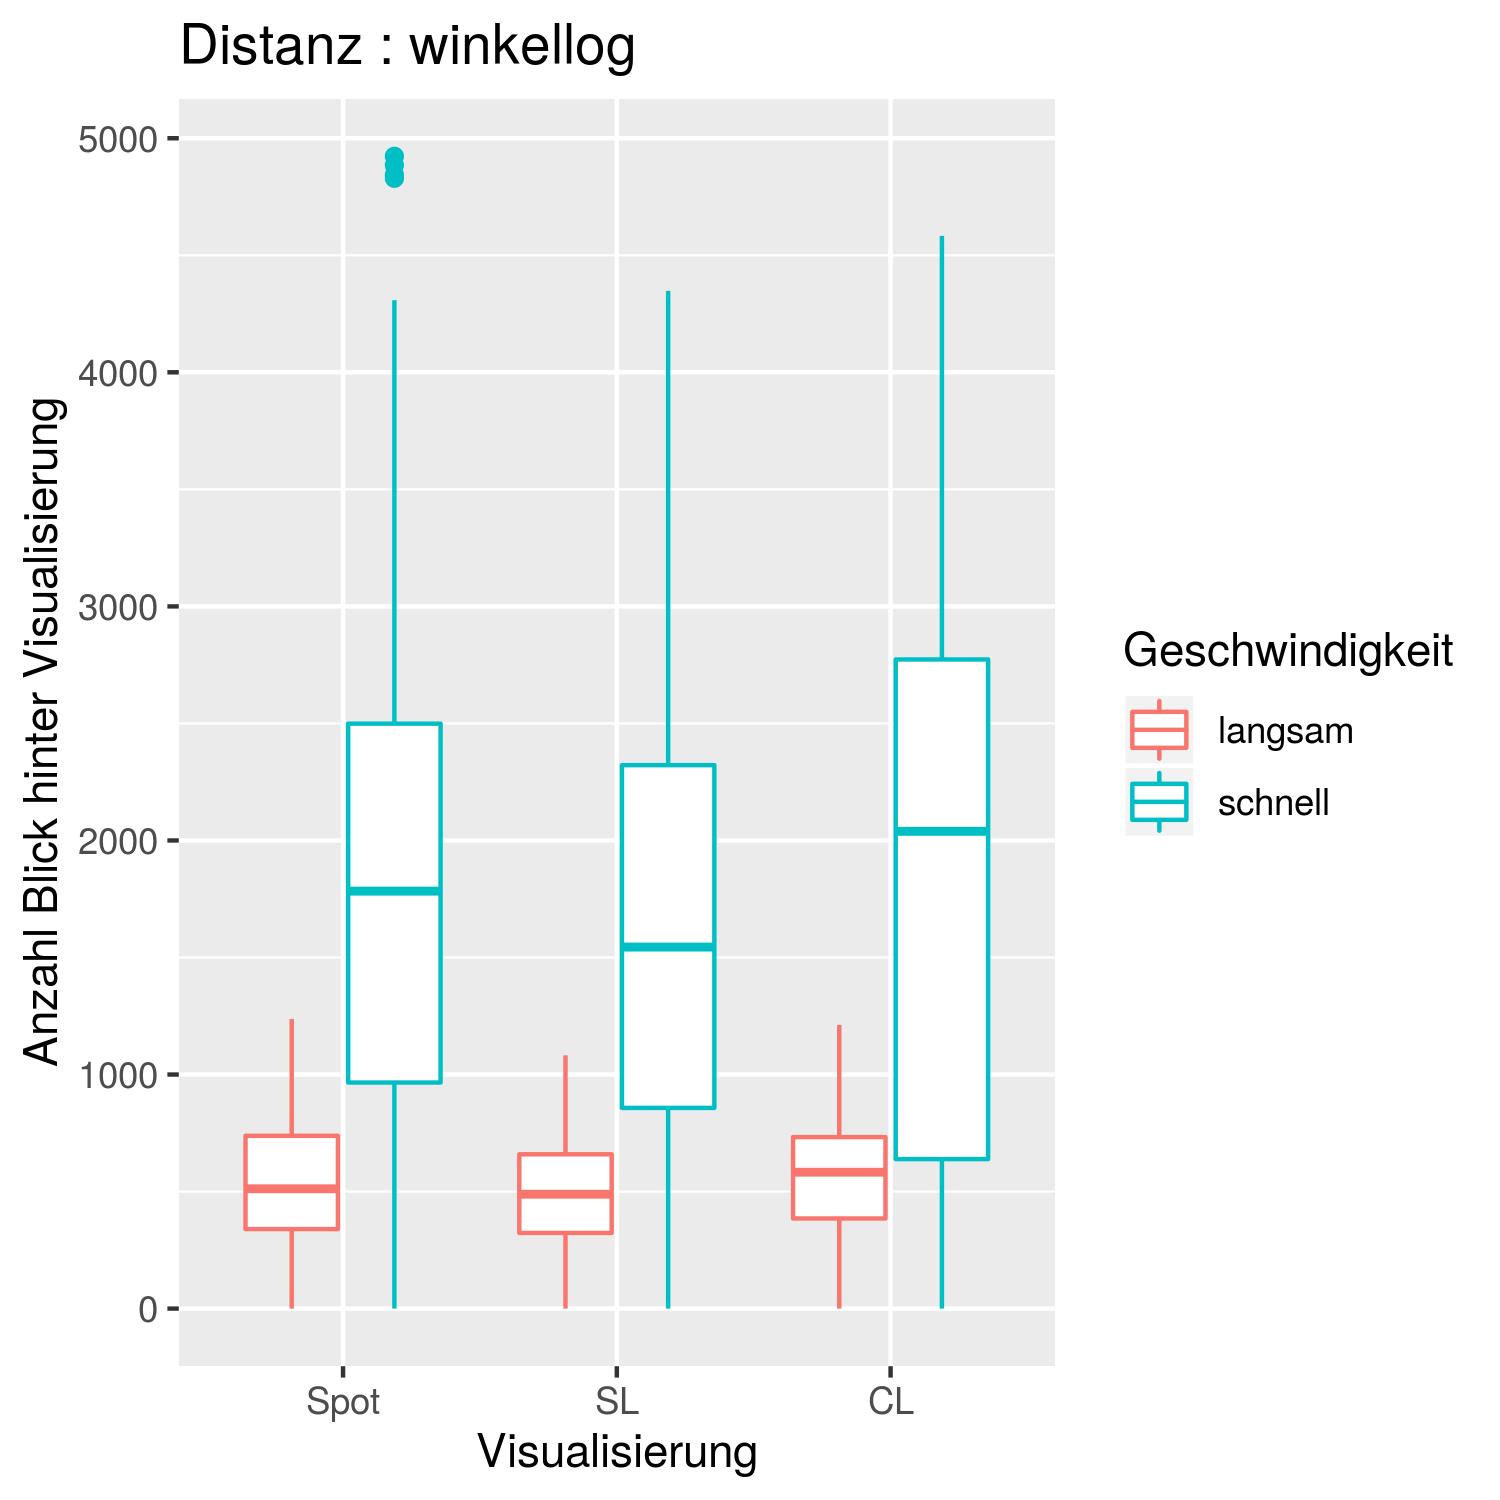 Distanz : winkellog
5000
4000
3000
2000
1000
0
Anzahl Blick hinter Visualisierung
Spot
SL
CL
Visualisierung
Geschwindigkeit
langsam
schnell